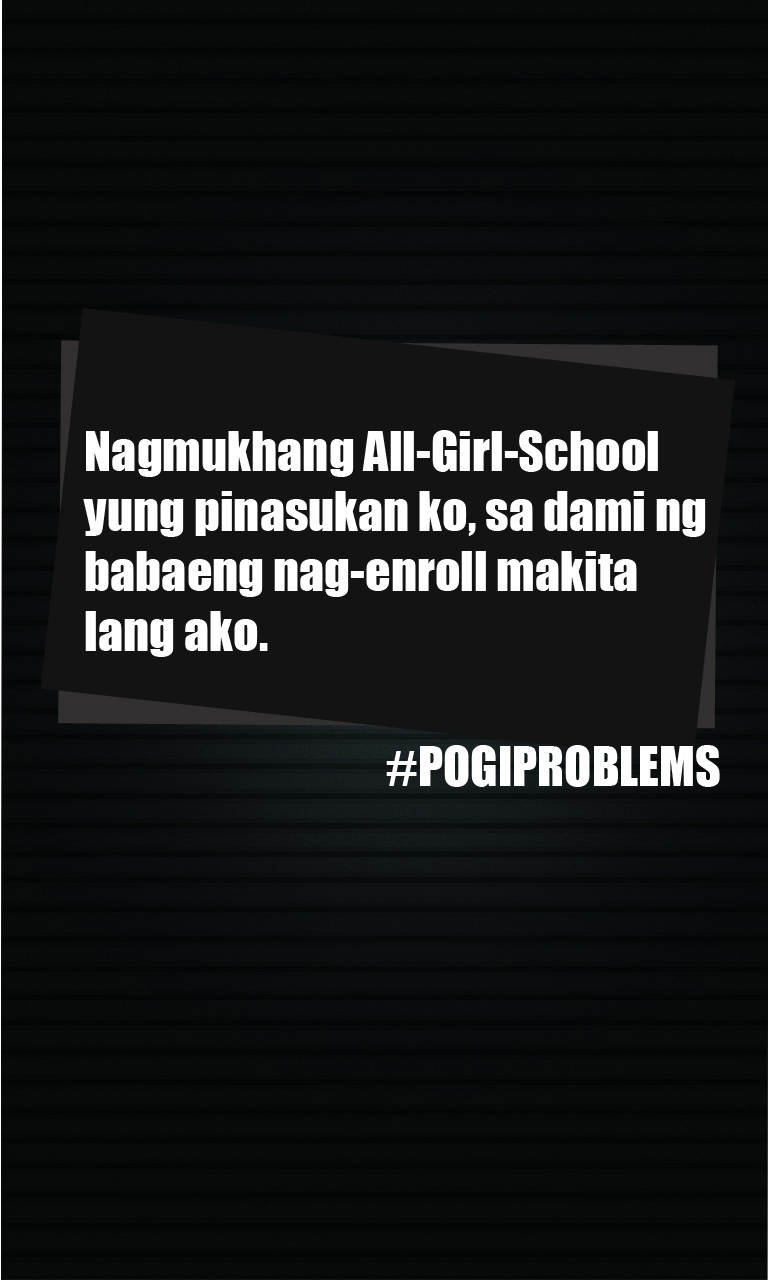 Nagmukhang All-Girl-School
yung pinasukan ko, sa dami ng
babaeng nag-enroll makita
lang ako.
#POGIPROBLEMS